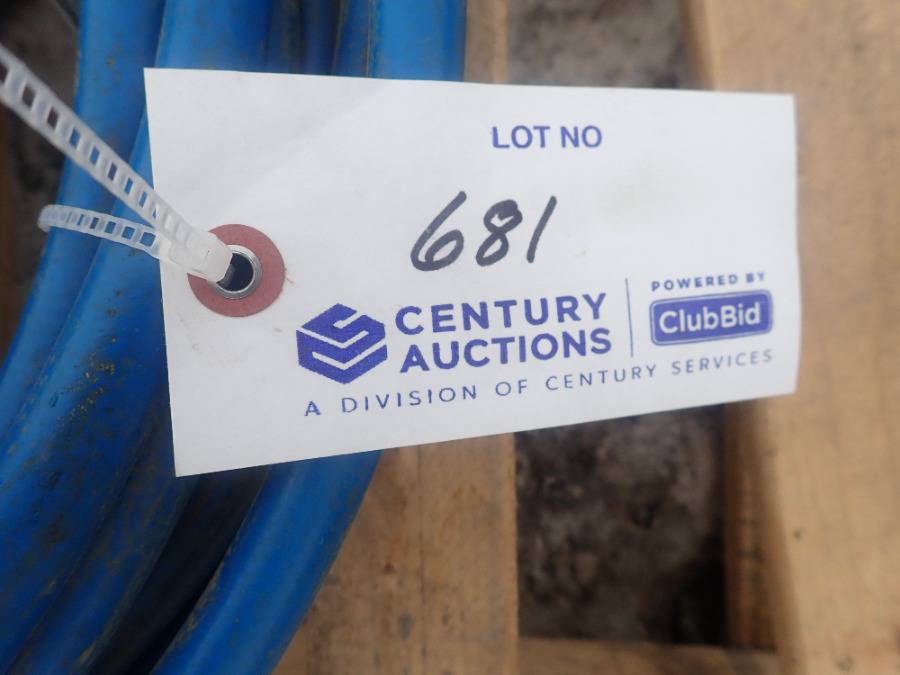 LOT NO
681
CENTURY
AUCTIONS
POWERED BY
ClubBid
A DIVISION OF CENTURY SERVICES